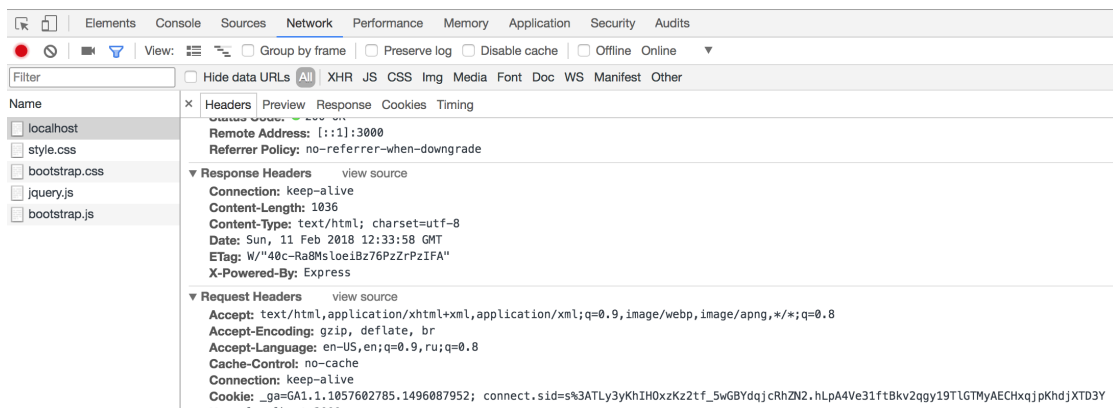 Elements Console Sources Network Performance Memory Application Security Audits
View: Group by frame Preserve log Disable cache Offline Online
Filter Hide data URLs All XHR JS CSS Img Media Font Doc WS Manifest Other
Name
localhost
style.css
bootstrap.css
jquery.js
bootstrap.js
× Headers Preview Response Cookies Timing
Status Code: 200 OK
Remote Address: [::1]:3000
Referrer Policy: no-referrer-when-downgrade
Response Headers view source
Connection: keep-alive
Content-Length: 1036
Content-Type: text/html; charset=utf-8
Date: Sun, 11 Feb 2018 12:33:58 GMT
ETag: W/"40c-Ra8MsloeiBz76PzZrPzIFA"
X-Powered-By: Express
Request Headers view source
Accept: text/html,application/xhtml+xml,application/xml;q=0.9,image/webp,image/apng,*/*;q=0.8
Accept-Encoding: gzip, deflate, br
Accept-Language: en-US,en;q=0.9,ru;q=0.8
Cache-Control: no-cache
Connection: keep-alive
Cookie: _ga=GA1.1.1057602785.1496087952; connect.sid=s%3ATLy3yKhIHOxzKz2tf_5wGBYdqjcRhZN2.hLpA4Ve31ftBkv2qgy19TlGTMyAECHxqjpKhdjXTD3Y